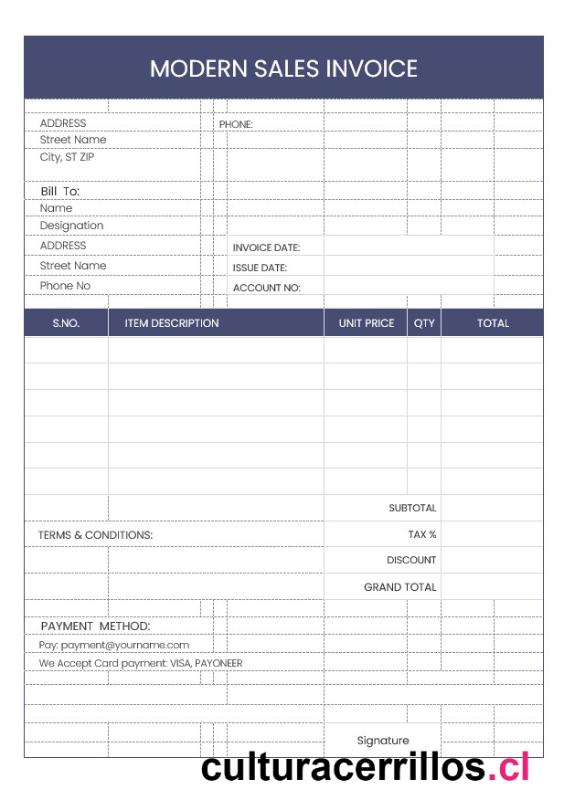 MODERN SALES INVOICE
ADDRESS
PHONE:
Street Name
City, ST ZIP
Bill To:
Name
Designation
ADDRESS
INVOICE DATE:
Street Name
ISSUE DATE:
Phone No
ACCOUNT NO:
S.NO. ITEM DESCRIPTION UNIT PRICE QTY TOTAL
SUBTOTAL
TERMS & CONDITIONS:
TAX %
DISCOUNT
GRAND TOTAL
PAYMENT METHOD:
Pay: payment@yourname.com
We Accept Card payment: VISA, PAYONEER
Signature
culturacerrillos.cl